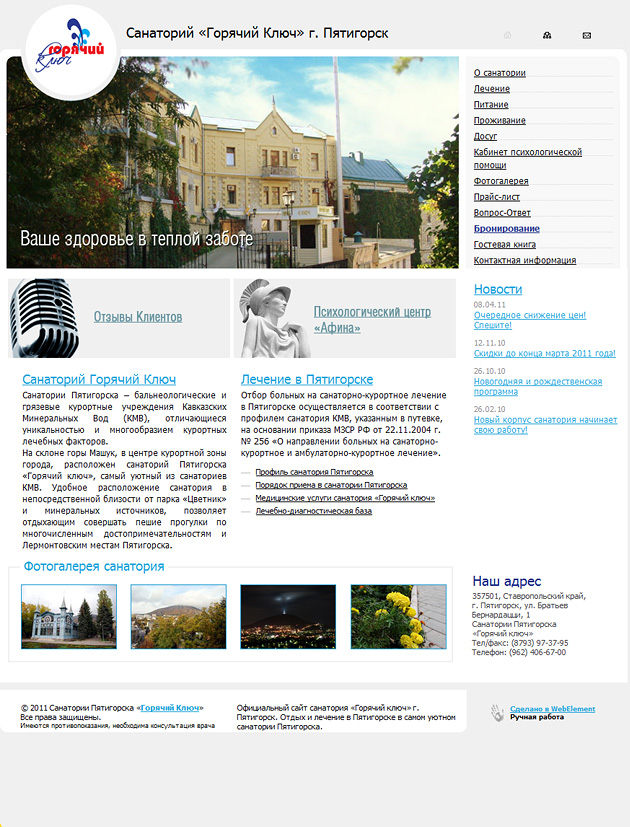 горячий
Ключ
Санаторий «Горячий Ключ» г. Пятигорск
Ваше здоровье в теплой заботе
О санатории
Лечение
Питание
Проживание
Досуг
Кабинет психологической
помощи
Фотогалерея
Прайс-лист
Вопрос-Ответ
Бронирование
Гостевая книга
Контактная информация
Отзывы Клиентов
Психологический центр
«Афина»
Новости
08.04.11
Очередное снижение цен!
Спешите!
12.11.10
Скидки до конца марта 2011 года!
26.10.10
Новогодняя и рождественская
программа
26.02.10
Новый корпус санатория начинает
свою работу!
Санаторий Горячий Ключ
Санатории Пятигорска – бальнеологические и
грязевые курортные учреждения Кавказских
Минеральных Вод (КМВ), отличающиеся
уникальностью и многообразием курортных
лечебных факторов.
На склоне горы Машук, в центре курортной зоны
города, расположен санаторий Пятигорска
«Горячий ключ», самый уютный из санаториев
КМВ. Удобное расположение санатория в
непосредственной близости от парка «Цветник»
и минеральных источников, позволяет
отдыхающим совершать пешие прогулки по
многочисленным достопримечательностям и
Лермонтовским местам Пятигорска.
Лечение в Пятигорске
Отбор больных на санаторно-курортное лечение
в Пятигорске осуществляется в соответствии с
профилем санатория КМВ, указанным в путевке,
на основании приказа МЗСР РФ от 22.11.2004 г.
№ 256 «О направлении больных на санаторно-
курортное и амбулаторно-курортное лечение».
— Профиль санатория Пятигорска
— Порядок приема в санатории Пятигорска
— Медицинские услуги санатория «Горячий ключ»
— Лечебно-диагностическая база
Фотогалерея санатория
Наш адрес
357501, Ставропольский край,
г. Пятигорск, ул. Братьев
Бернардацци, 1
Санатории Пятигорска
«Горячий ключ»
Тел/факс: (8793) 97-37-95
Телефон: (962) 406-67-00
© 2011 Санатории Пятигорска «Горячий Ключ»
Все права защищены.
Имеются противопоказания, необходима консультация врача
Официальный сайт санатория «Горячий ключ» г.
Пятигорск. Отдых и лечение в Пятигорске в самом уютном
санатории Пятигорска.
Сделано в WebElement
Ручная работа